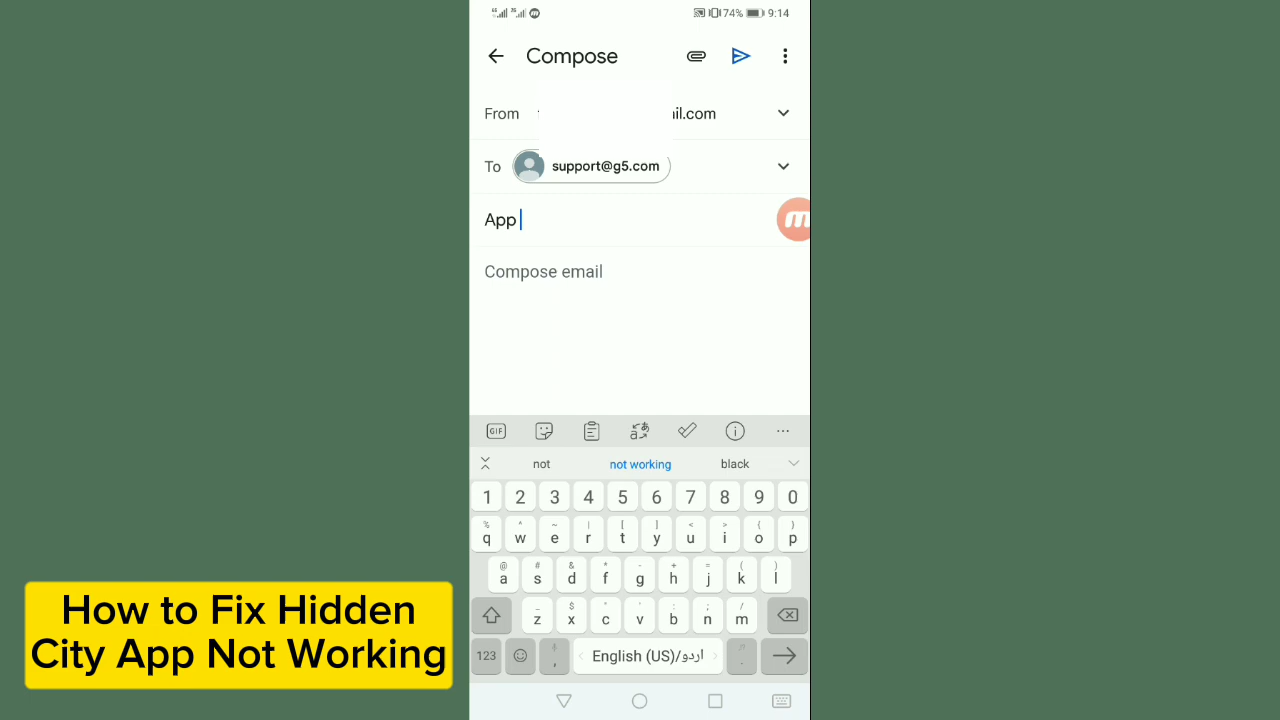 74% 9:14
Compose
From il.com
To support@g5.com
App
Compose email
GIF
not not working black
1 2 3 4 5 6 7 8 9 0
% ^ ~ | [ ] < > { }
q w e r t y u i o p
@ # & * - + = ( )
a s d f g h j k l
_ $ " ' : ; /
z x c v b n m
123 , English (US)/اردو .
How to Fix Hidden
City App Not Working